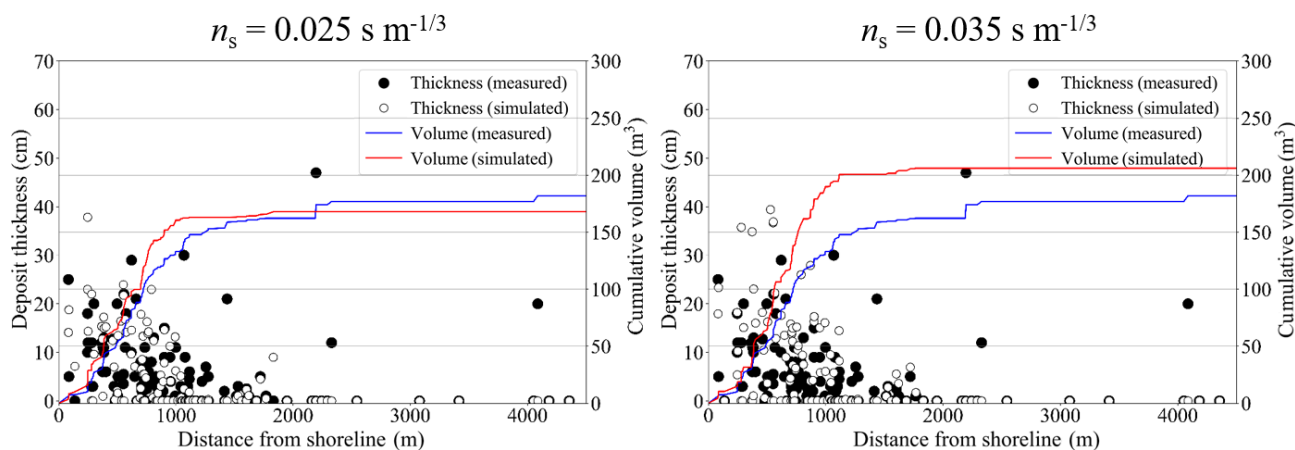 n_s = 0.025 s m^-1/3
70
60
50
40
30
20
10
0
Deposit thickness (cm)
300
250
200
150
100
50
0
Cumulative volume (m³)
Thickness (measured)
Thickness (simulated)
Volume (measured)
Volume (simulated)
0
1000
2000
3000
4000
Distance from shoreline (m)
n_s = 0.035 s m^-1/3
70
60
50
40
30
20
10
0
Deposit thickness (cm)
300
250
200
150
100
50
0
Cumulative volume (m³)
Thickness (measured)
Thickness (simulated)
Volume (measured)
Volume (simulated)
0
1000
2000
3000
4000
Distance from shoreline (m)